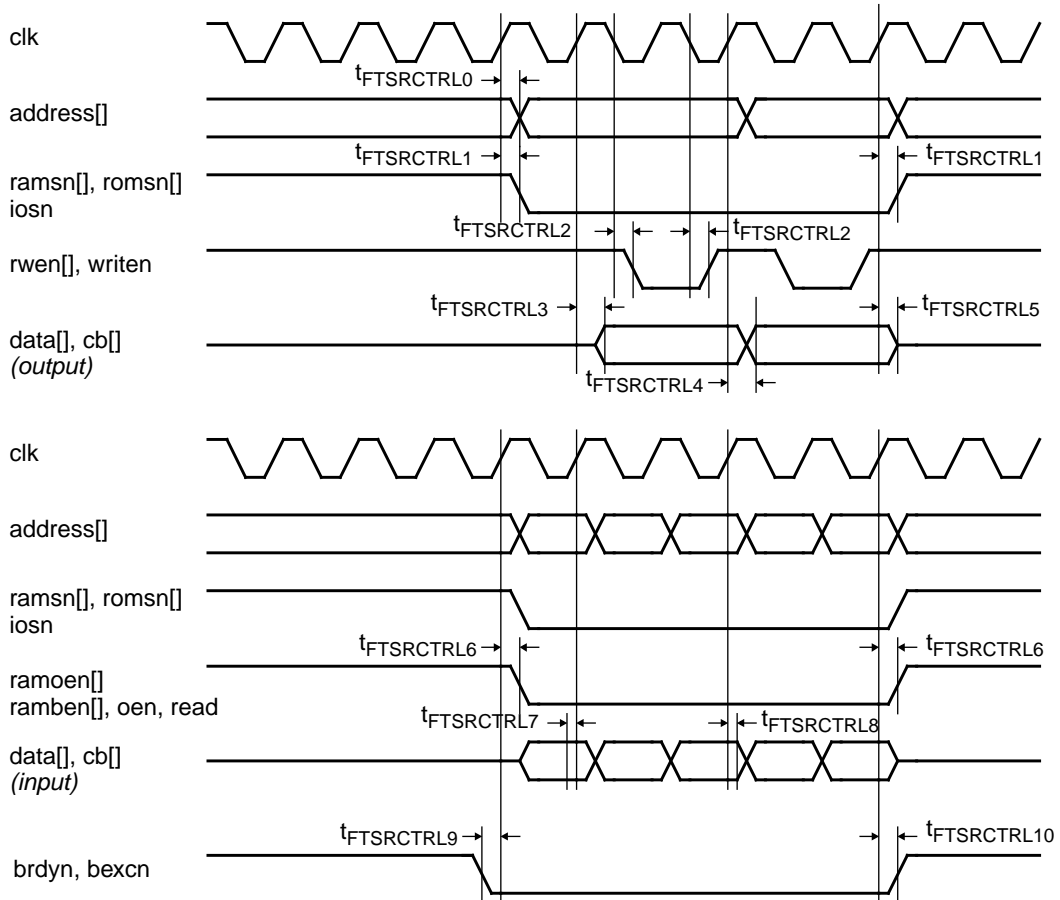 clk
tFTSRCTRL0
address[]
tFTSRCTRL1 tFTSRCTRL1
ramsn[], romsn[]
iosn
tFTSRCTRL2 tFTSRCTRL2
rwen[], writen
tFTSRCTRL3 tFTSRCTRL5
data[], cb[]
(output)
tFTSRCTRL4
clk
address[]
ramsn[], romsn[]
iosn
tFTSRCTRL6 tFTSRCTRL6
ramoen[]
ramben[], oen, read
tFTSRCTRL7 tFTSRCTRL8
data[], cb[]
(input)
tFTSRCTRL9 tFTSRCTRL10
brdyn, bexcn